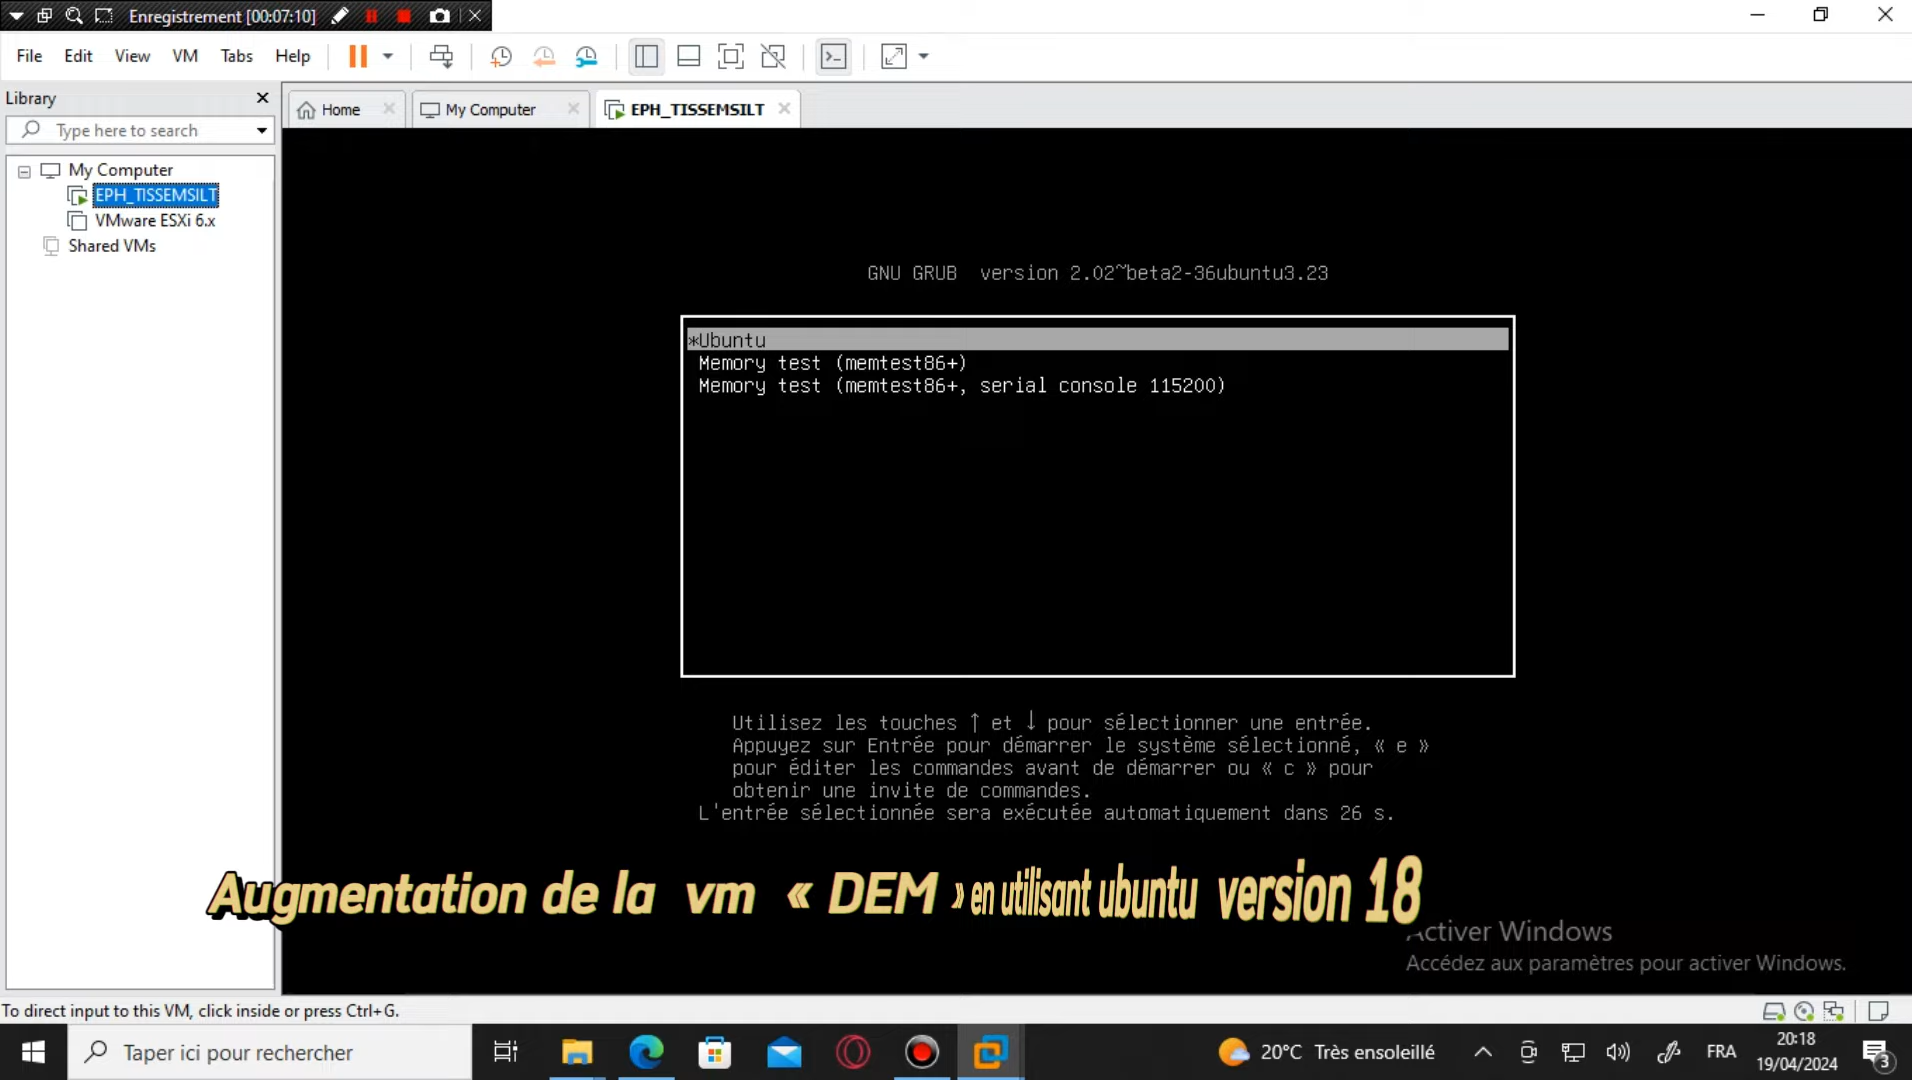 Enregistrement [00:07:10]
File Edit View VM Tabs Help
Library
Type here to search
Home My Computer EPH_TISSEMSILT
My Computer
EPH_TISSEMSILT
VMware ESXi 6.x
Shared VMs
GNU GRUB version 2.02~beta2-36ubuntu3.23
*Ubuntu
Memory test (memtest86+)
Memory test (memtest86+, serial console 115200)
Utilisez les touches ↑ et ↓ pour sélectionner une entrée.
Appuyez sur Entrée pour démarrer le système sélectionné, « e »
pour éditer les commandes avant de démarrer ou « c » pour
obtenir une invite de commandes.
L'entrée sélectionnée sera exécutée automatiquement dans 26 s.
Augmentation de la vm « DEM » en utilisant ubuntu version 18
Activer Windows
Accédez aux paramètres pour activer Windows.
To direct input to this VM, click inside or press Ctrl+G.
Taper ici pour rechercher
20°C Très ensoleillé
FRA
20:18
19/04/2024
3